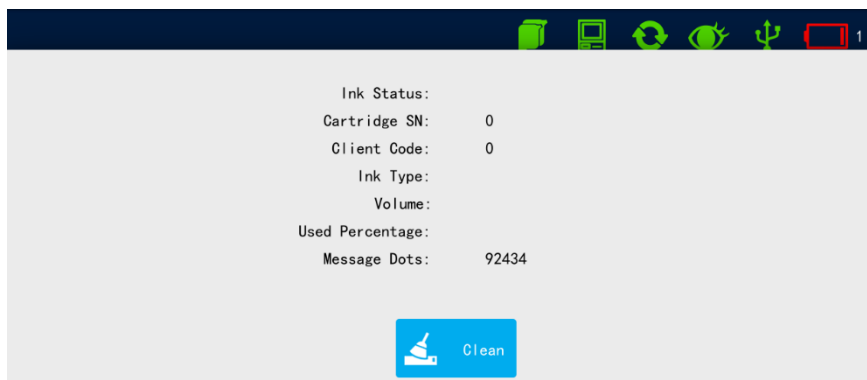 1
Ink Status:
Cartridge SN: 0
Client Code: 0
Ink Type:
Volume:
Used Percentage:
Message Dots: 92434
Clean